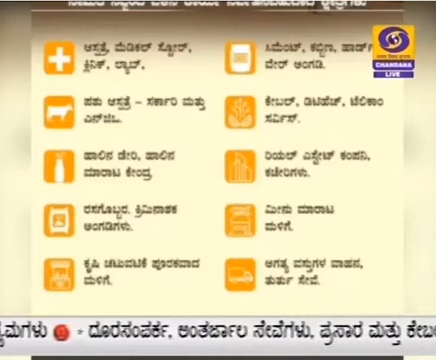 ಆಸ್ಪತ್ರೆ, ಮೆಡಿಕಲ್ ಸ್ಟೋರ್,
ಕ್ಲಿನಿಕ್, ಲ್ಯಾಬ್,
ಪಶು ಆಸ್ಪತ್ರೆ – ಸರ್ಕಾರಿ ಮತ್ತು
ಎನ್‌ಜಿಒ.
ಹಾಲಿನ ಡೇರಿ, ಹಾಲಿನ
ಮಾರಾಟ ಕೇಂದ್ರ
ರಸಗೊಬ್ಬರ, ಕ್ರಿಮಿನಾಶಕ
ಅಂಗಡಿಗಳು.
ಕೃಷಿ ಚಟುವಟಿಕೆ ಪೂರಕವಾದ
ಮಳಿಗೆ.
ಸಿಮೆಂಟ್, ಕಬ್ಬಿಣ, ಹಾರ್ಡ್
ವೇರ್ ಅಂಗಡಿ.
ಕೇಬಲ್, ಡಿಟಿಹೆಚ್, ಟೆಲಿಕಾಂ
ಸರ್ವಿಸ್.
ರಿಯಲ್ ಎಸ್ಟೇಟ್ ಕಂಪನಿ,
ಕಚೇರಿಗಳು.
ಮೀನು ಮಾರಾಟ
ಮಳಿಗೆ.
ಅಗತ್ಯ ವಸ್ತುಗಳ ವಾಹನ,
ತುರ್ತು ಸೇವೆ.
CHANDANA
LIVE
ದೂರಸಂಪರ್ಕ, ಅಂತರ್ಜಾಲ ಸೇವೆಗಳು, ಪ್ರಸಾರ ಮತ್ತು